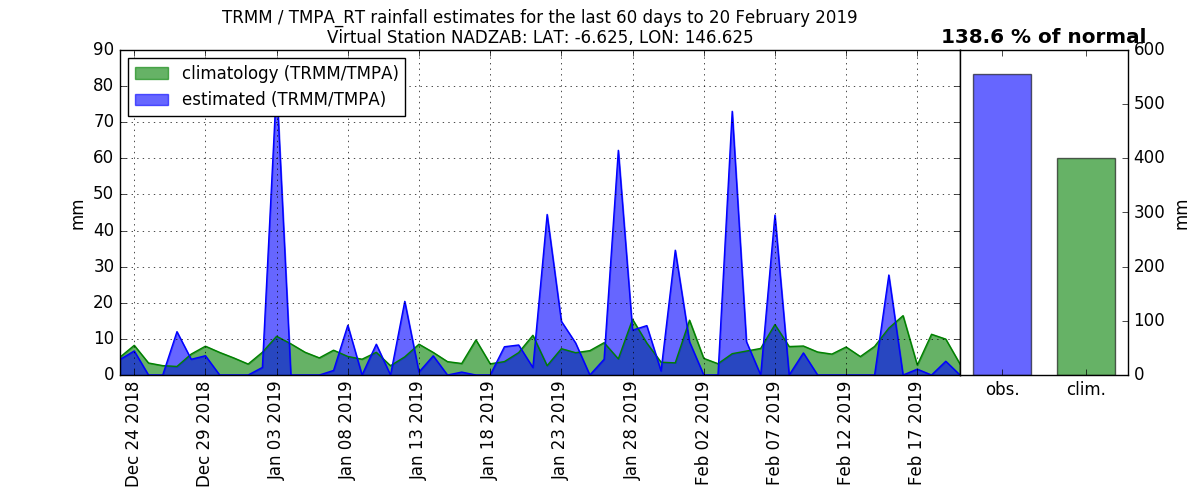 TRMM / TMPA_RT rainfall estimates for the last 60 days to 20 February 2019
Virtual Station NADZAB: LAT: -6.625, LON: 146.625
138.6 % of normal
climatology (TRMM/TMPA)
estimated (TRMM/TMPA)
90
80
70
60
50
40
30
20
10
0
mm
Dec 24 2018
Dec 29 2018
Jan 03 2019
Jan 08 2019
Jan 13 2019
Jan 18 2019
Jan 23 2019
Jan 28 2019
Feb 02 2019
Feb 07 2019
Feb 12 2019
Feb 17 2019
obs.
clim.
600
500
400
300
200
100
0
mm